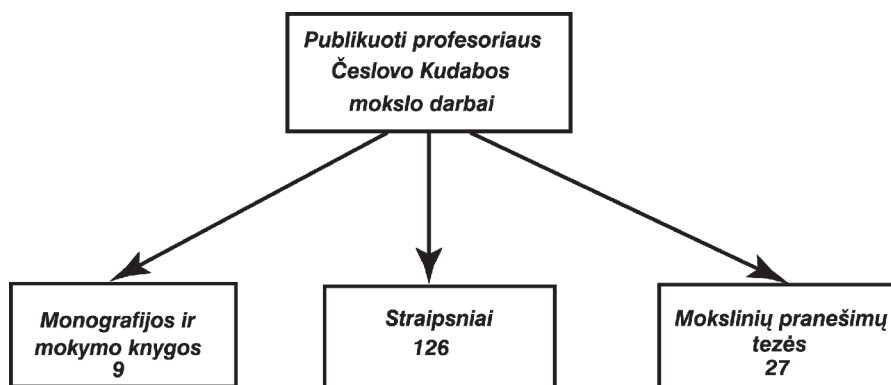 Publikuoti profesoriaus
Česlovo Kudabos
mokslo darbai
Monografijos ir
mokymo knygos
9
Straipsniai
126
Mokslinių pranešimų
tezės
27